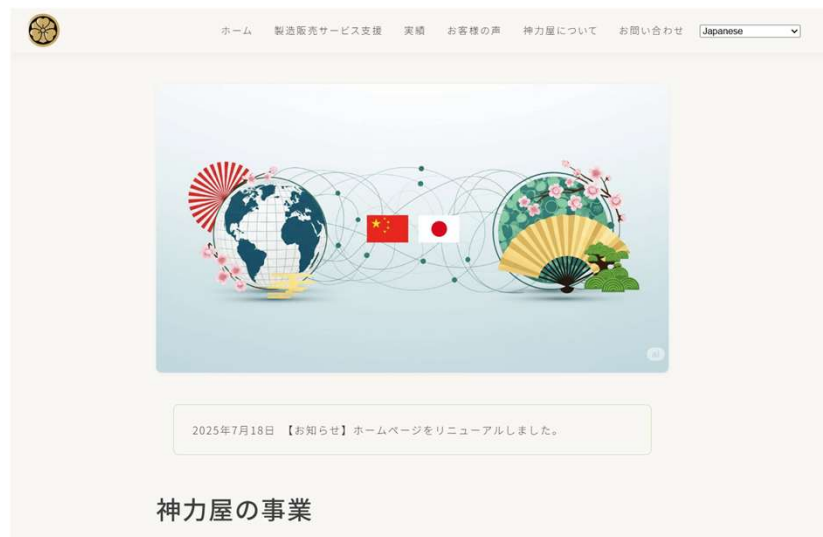 ホーム 製造販売サービス支援 実績 お客様の声 神力屋について お問い合わせ Japanese
2025年7月18日 【お知らせ】ホームページをリニューアルしました。
神力屋の事業